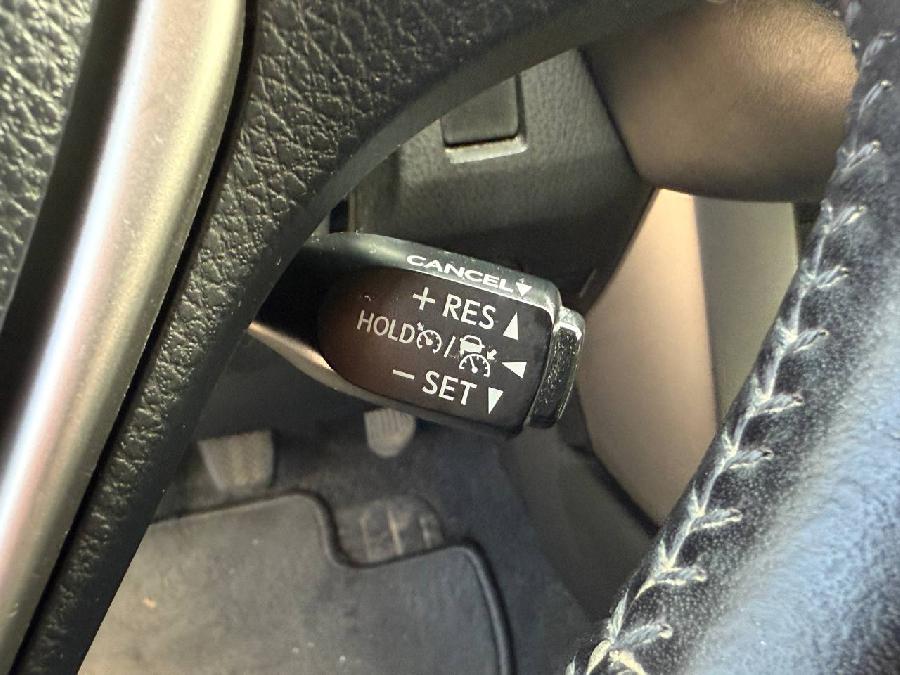 CANCEL
+ RES
HOLD /
− SET